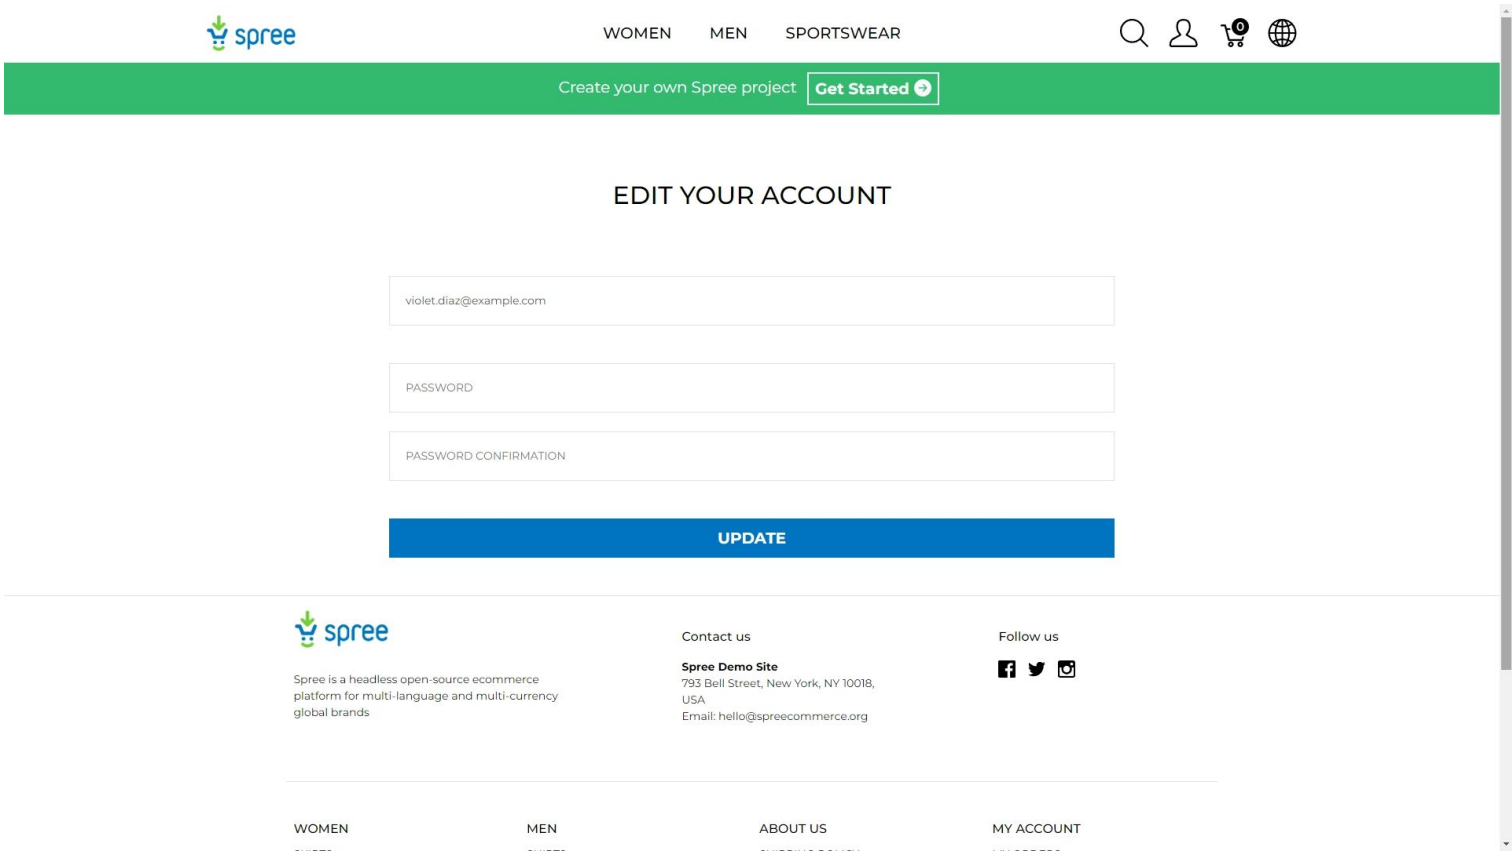 spree
WOMEN
MEN
SPORTSWEAR
0
Create your own Spree project
Get Started
EDIT YOUR ACCOUNT
violet.diaz@example.com
PASSWORD
PASSWORD CONFIRMATION
UPDATE
spree
Spree is a headless open-source ecommerce
platform for multi-language and multi-currency
global brands
Contact us
Spree Demo Site
793 Bell Street, New York, NY 10018,
USA
Email: hello@spreecommerce.org
Follow us
WOMEN
MEN
ABOUT US
MY ACCOUNT